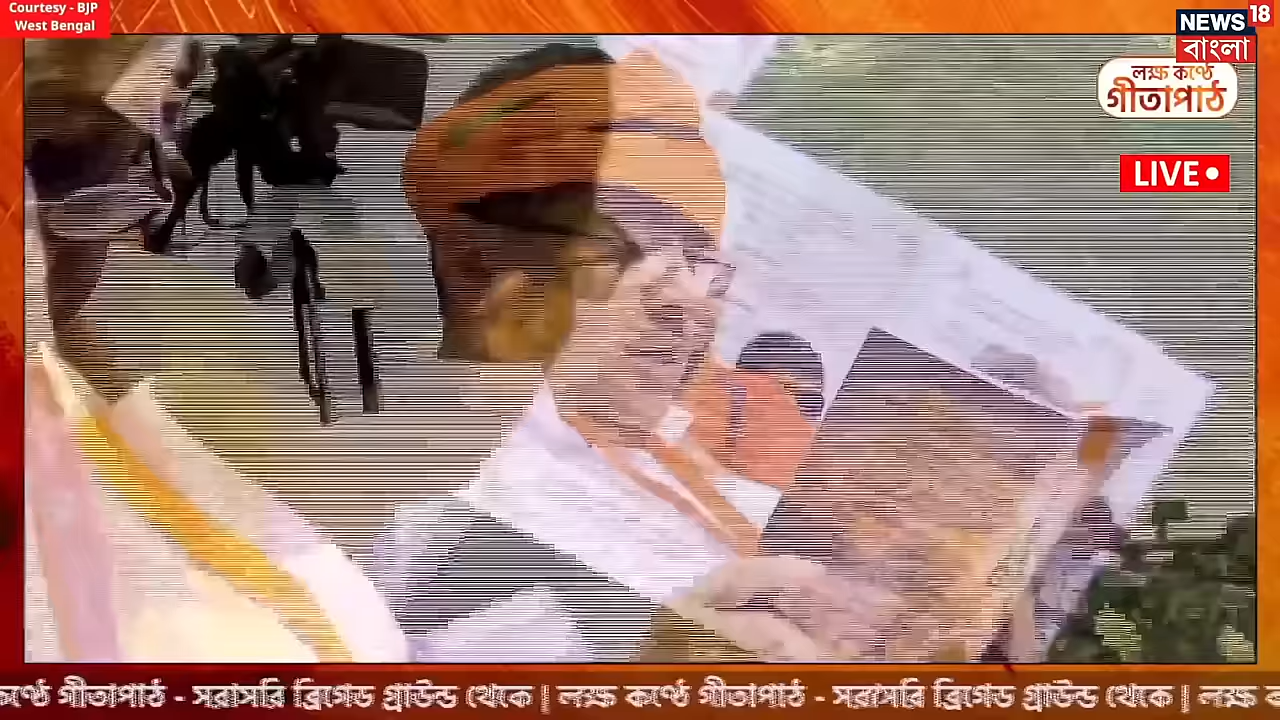 Courtesy - BJP
West Bengal
NEWS 18
বাংলা
লক্ষ কণ্ঠে
গীতাপাঠ
LIVE
কণ্ঠে গীতাপাঠ - সরাসরি ব্রিগেড গ্রাউন্ড থেকে | লক্ষ কণ্ঠে গীতাপাঠ - সরাসরি ব্রিগেড গ্রাউন্ড থেকে | লক্ষ